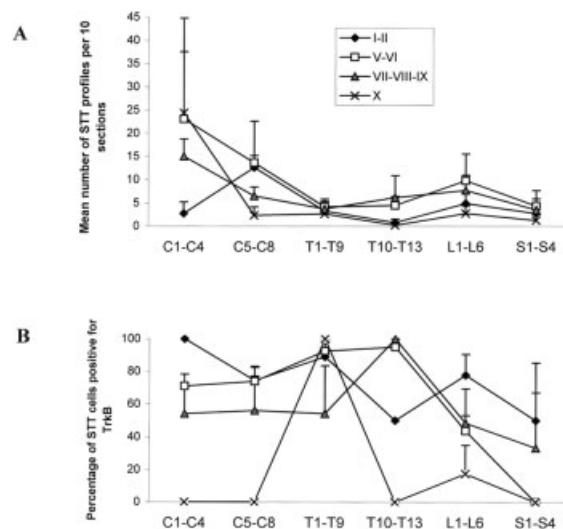 A
Mean number of STT profiles per 10
sections
50
45
40
35
30
25
20
15
10
5
0
I-II
V-VI
VII-VIII-IX
X
C1-C4 C5-C8 T1-T9 T10-T13 L1-L6 S1-S4
B
Percentage of STT cells positive for
TrkB
100
80
60
40
20
0
C1-C4 C5-C8 T1-T9 T10-T13 L1-L6 S1-S4